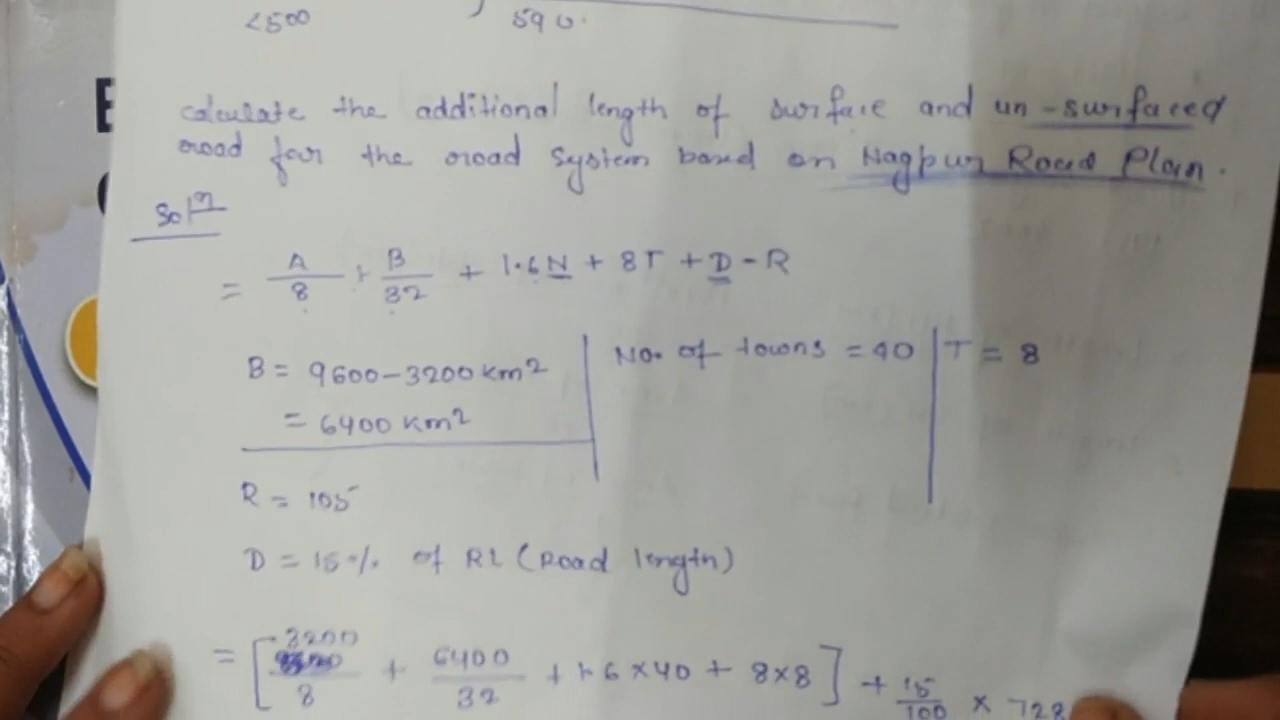 <500 590.
calculate the additional length of surface and un-surfaced
road for the road system based on Nagpur Road Plan.
Solⁿ
= A/8 + B/32 + 1.6N + 8T + D - R
B = 9600-3200 km² No. of towns = 40 T = 8
= 6400 km²
R = 105
D = 15% of RL (Road length)
= [3200/8 + 6400/32 + 1.6 × 40 + 8×8] + 15/100 × 728